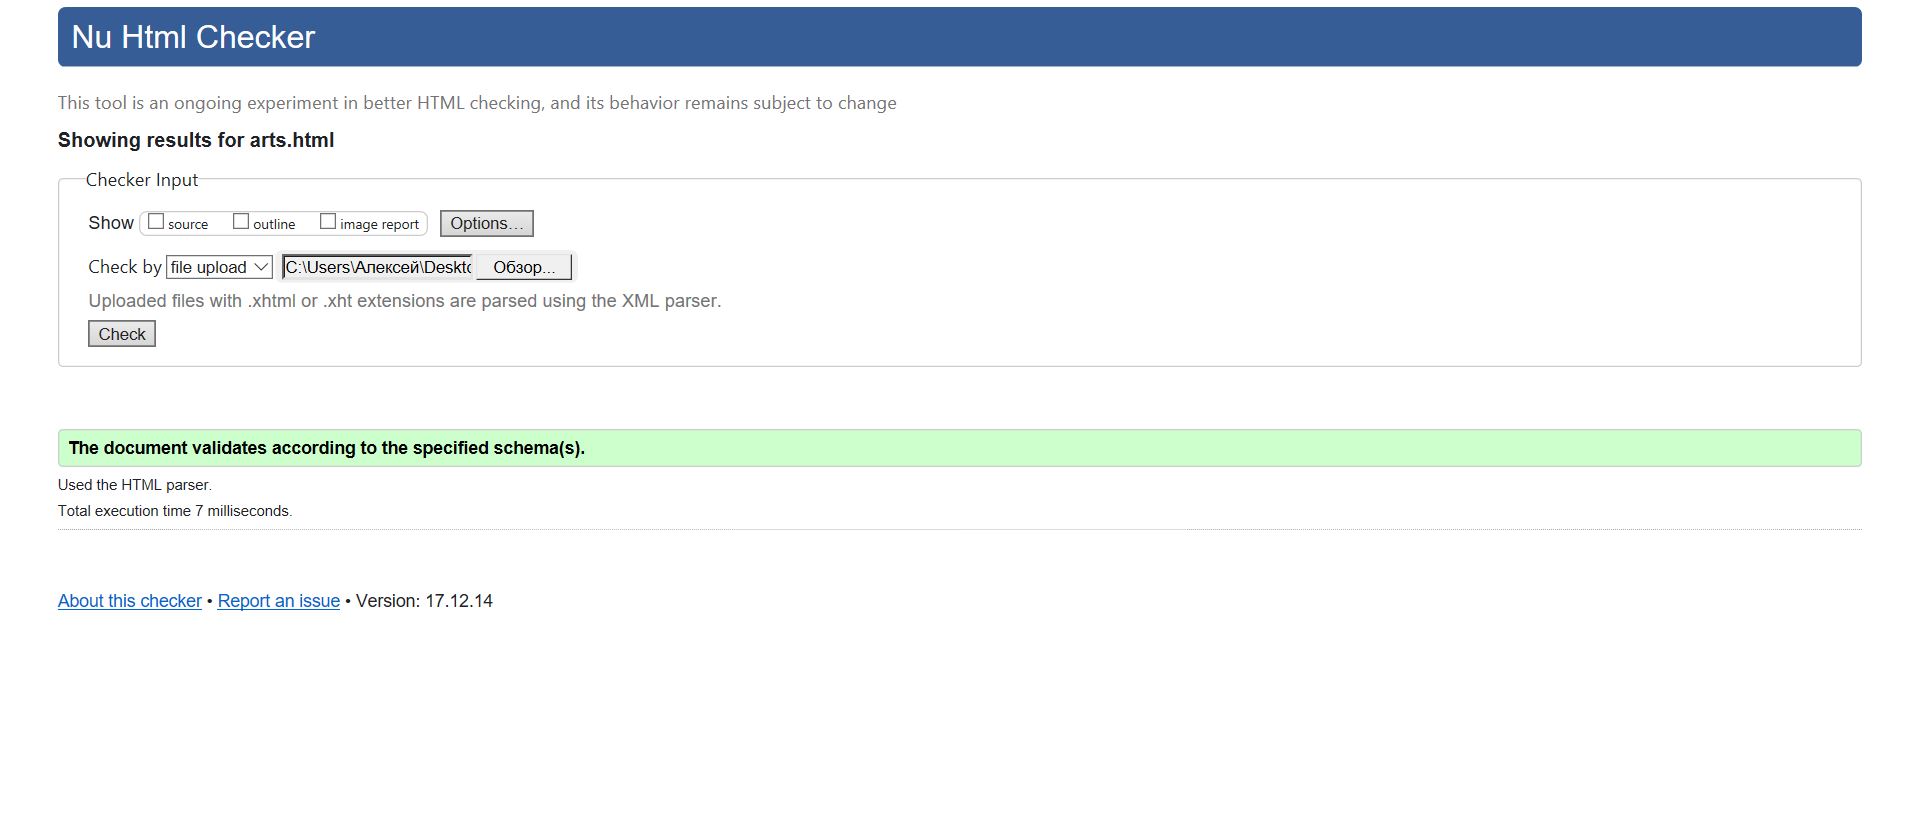 Nu Html Checker
This tool is an ongoing experiment in better HTML checking, and its behavior remains subject to change
Showing results for arts.html
Checker Input
Show source outline image report Options...
Check by file upload C:\Users\Алексей\Deskto Обзор...
Uploaded files with .xhtml or .xht extensions are parsed using the XML parser.
Check
The document validates according to the specified schema(s).
Used the HTML parser.
Total execution time 7 milliseconds.
About this checker • Report an issue • Version: 17.12.14